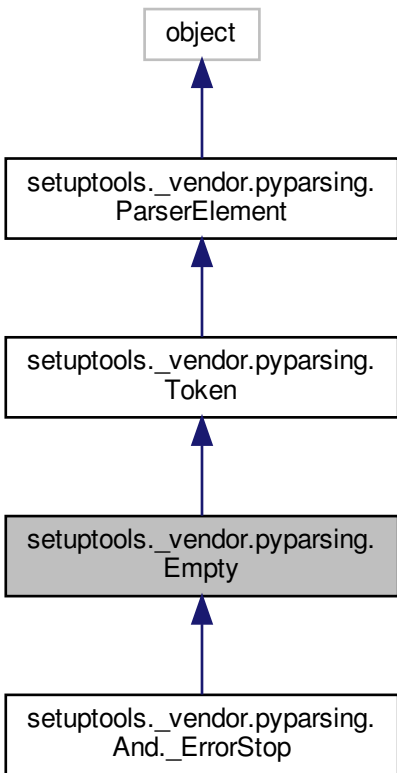 object
setuptools._vendor.pyparsing.
ParserElement
setuptools._vendor.pyparsing.
Token
setuptools._vendor.pyparsing.
Empty
setuptools._vendor.pyparsing.
And._ErrorStop